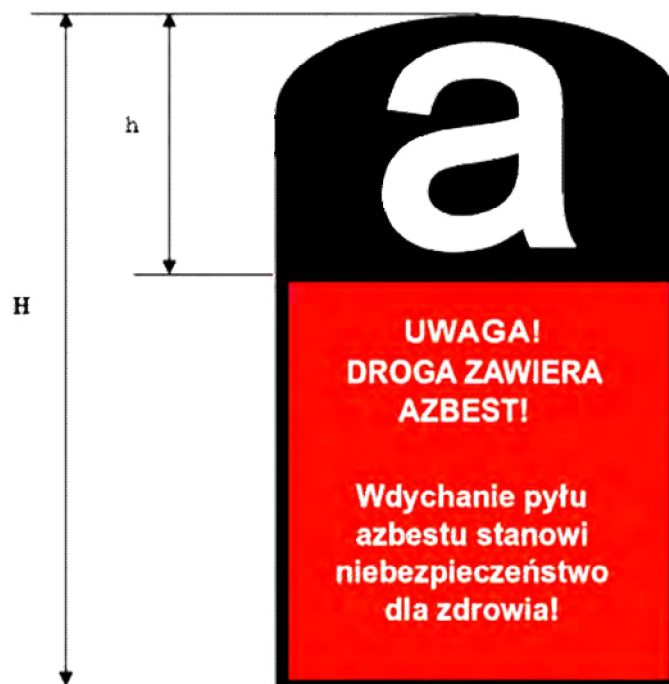 a
h
H
UWAGA!
DROGA ZAWIERA
AZBEST!
Wdychanie pyłu
azbestu stanowi
niebezpieczeństwo
dla zdrowia!